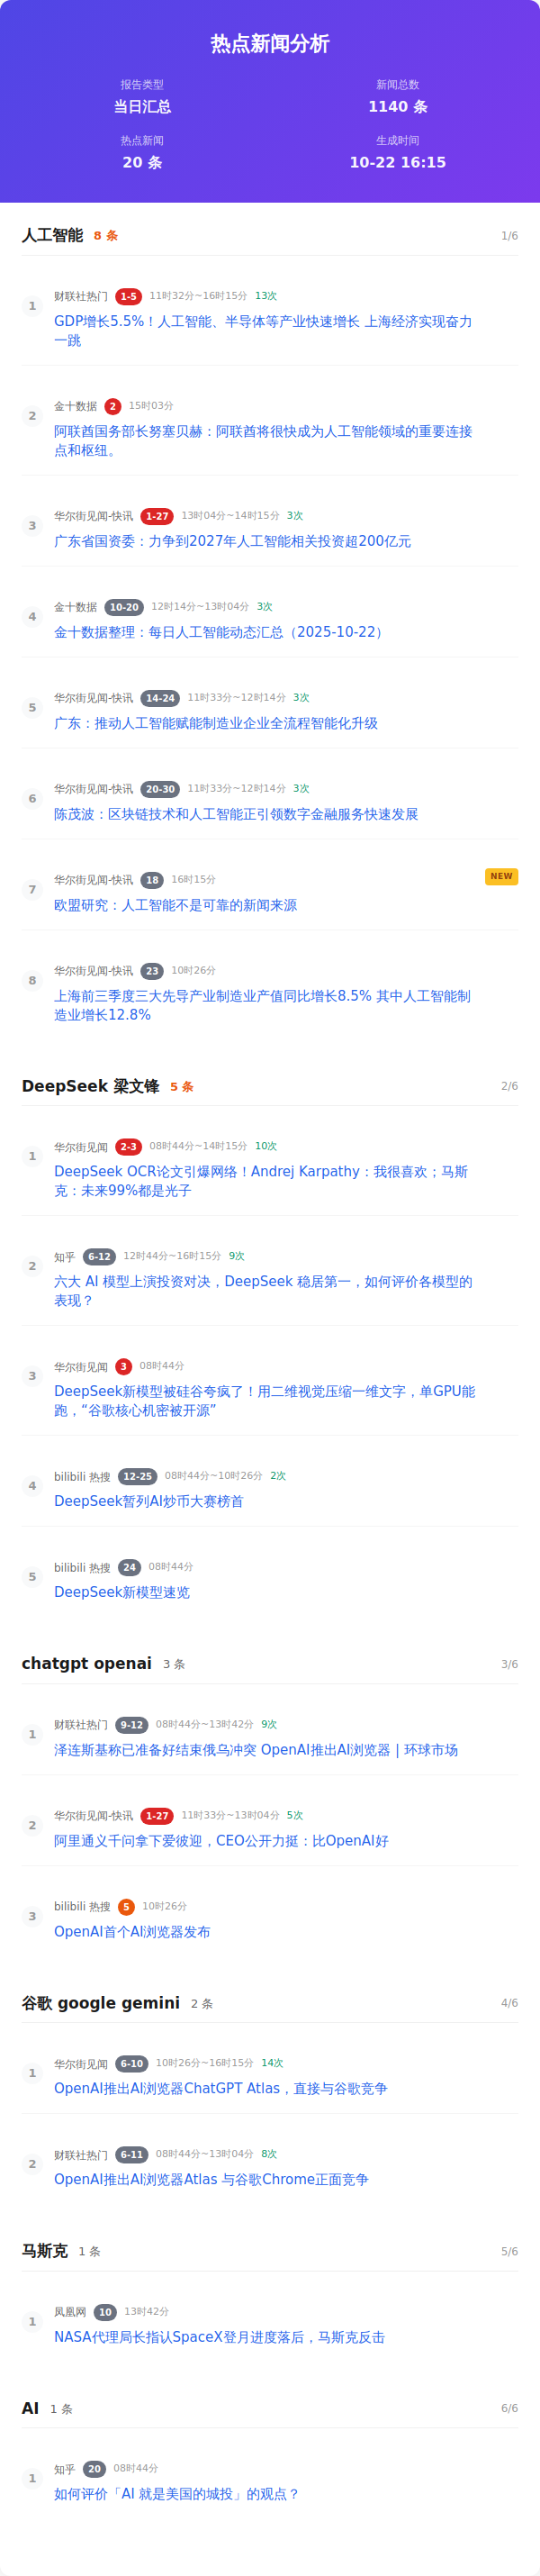 热点新闻分析
报告类型
当日汇总
新闻总数
1140 条
热点新闻
20 条
生成时间
10-22 16:15
人工智能 8 条 1/6
1 财联社热门 1-5 11时32分~16时15分 13次
GDP增长5.5%！人工智能、半导体等产业快速增长 上海经济实现奋力
一跳
2 金十数据 2 15时03分
阿联酋国务部长努塞贝赫：阿联酋将很快成为人工智能领域的重要连接
点和枢纽。
3 华尔街见闻-快讯 1-27 13时04分~14时15分 3次
广东省国资委：力争到2027年人工智能相关投资超200亿元
4 金十数据 10-20 12时14分~13时04分 3次
金十数据整理：每日人工智能动态汇总（2025-10-22）
5 华尔街见闻-快讯 14-24 11时33分~12时14分 3次
广东：推动人工智能赋能制造业企业全流程智能化升级
6 华尔街见闻-快讯 20-30 11时33分~12时14分 3次
陈茂波：区块链技术和人工智能正引领数字金融服务快速发展
7 华尔街见闻-快讯 18 16时15分 NEW
欧盟研究：人工智能不是可靠的新闻来源
8 华尔街见闻-快讯 23 10时26分
上海前三季度三大先导产业制造业产值同比增长8.5% 其中人工智能制
造业增长12.8%
DeepSeek 梁文锋 5 条 2/6
1 华尔街见闻 2-3 08时44分~14时15分 10次
DeepSeek OCR论文引爆网络！Andrej Karpathy：我很喜欢；马斯
克：未来99%都是光子
2 知乎 6-12 12时44分~16时15分 9次
六大 AI 模型上演投资对决，DeepSeek 稳居第一，如何评价各模型的
表现？
3 华尔街见闻 3 08时44分
DeepSeek新模型被硅谷夸疯了！用二维视觉压缩一维文字，单GPU能
跑，“谷歌核心机密被开源”
4 bilibili 热搜 12-25 08时44分~10时26分 2次
DeepSeek暂列AI炒币大赛榜首
5 bilibili 热搜 24 08时44分
DeepSeek新模型速览
chatgpt openai 3 条 3/6
1 财联社热门 9-12 08时44分~13时42分 9次
泽连斯基称已准备好结束俄乌冲突 OpenAI推出AI浏览器 | 环球市场
2 华尔街见闻-快讯 1-27 11时33分~13时04分 5次
阿里通义千问拿下爱彼迎，CEO公开力挺：比OpenAI好
3 bilibili 热搜 5 10时26分
OpenAI首个AI浏览器发布
谷歌 google gemini 2 条 4/6
1 华尔街见闻 6-10 10时26分~16时15分 14次
OpenAI推出AI浏览器ChatGPT Atlas，直接与谷歌竞争
2 财联社热门 6-11 08时44分~13时04分 8次
OpenAI推出AI浏览器Atlas 与谷歌Chrome正面竞争
马斯克 1 条 5/6
1 凤凰网 10 13时42分
NASA代理局长指认SpaceX登月进度落后，马斯克反击
AI 1 条 6/6
1 知乎 20 08时44分
如何评价「AI 就是美国的城投」的观点？